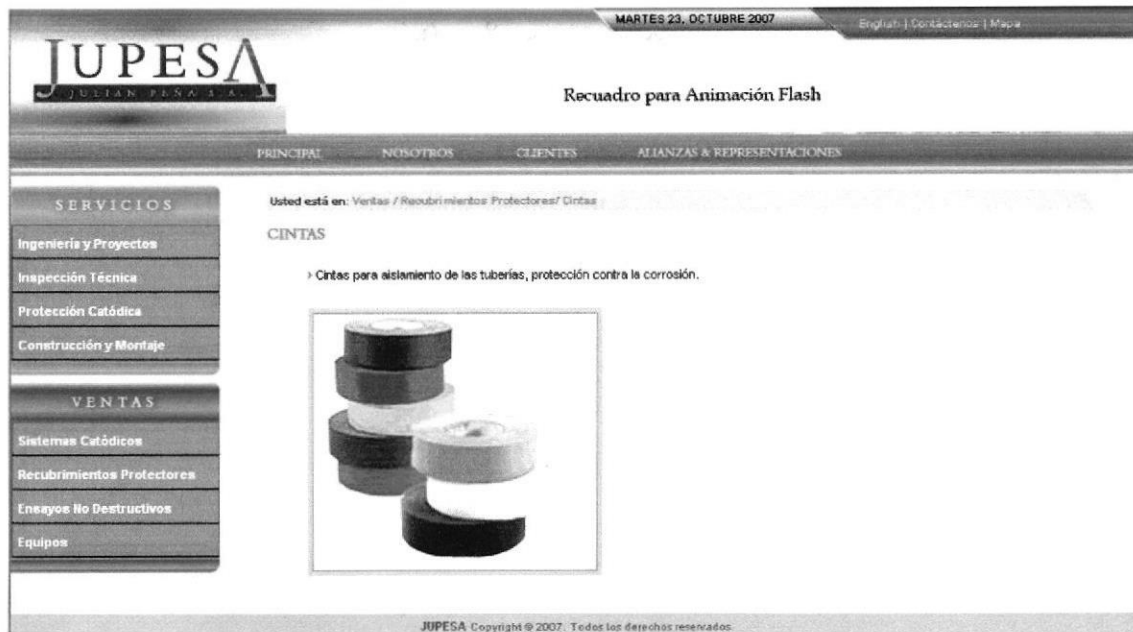 MARTES 23, OCTUBRE 2007
English | Contáctenos | Mapa
JUPESA
JULIAN PEÑA S.A.
Recuadro para Animación Flash
PRINCIPAL NOSOTROS CLIENTES ALIANZAS & REPRESENTACIONES
SERVICIOS
Ingeniería y Proyectos
Inspección Técnica
Protección Catódica
Construcción y Montaje
VENTAS
Sistemas Catódicos
Recubrimientos Protectores
Ensayos No Destructivos
Equipos
Usted está en: Ventas / Recubrimientos Protectores/ Cintas
CINTAS
› Cintas para aislamiento de las tuberías, protección contra la corrosión.
JUPESA Copyright © 2007. Todos los derechos reservados.